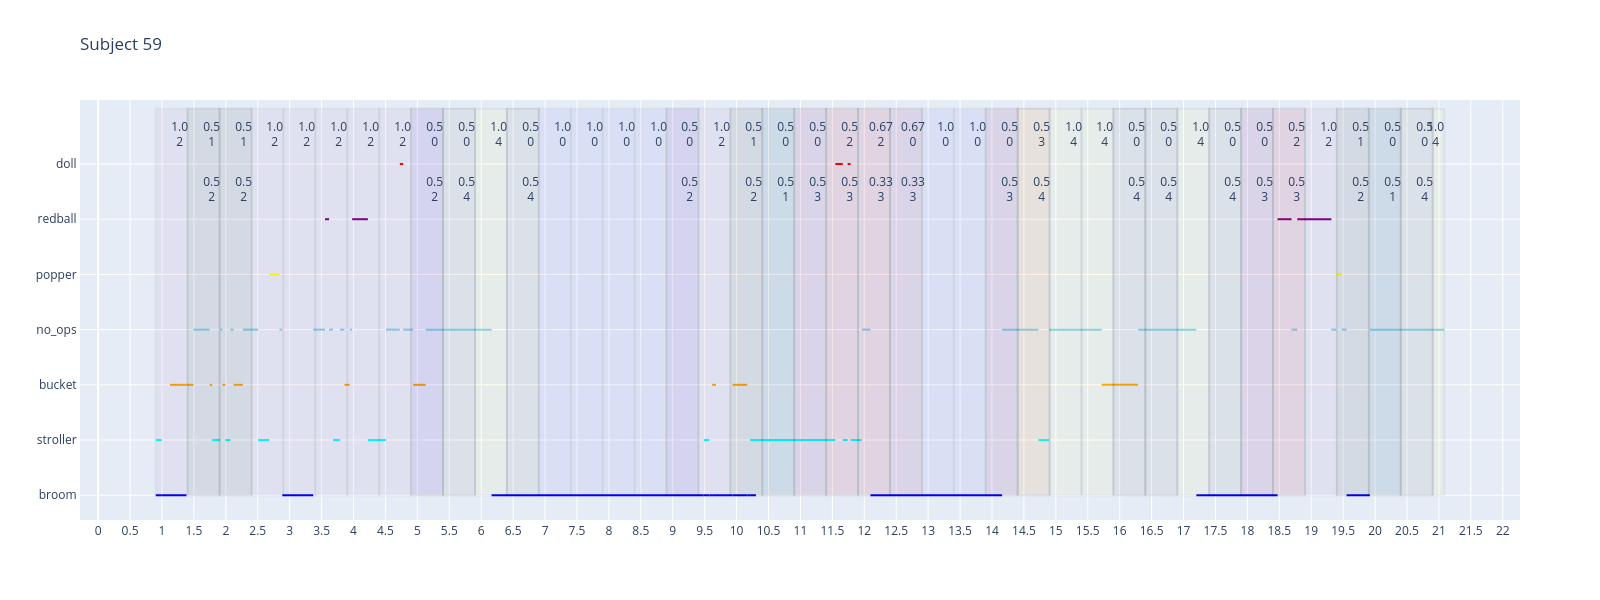 Subject 59
1.0 0.5 0.5 1.0 1.0 1.0 1.0 1.0 0.5 0.5 1.0 0.5 1.0 1.0 1.0 1.0 0.5 1.0 0.5 0.5 0.5 0.5 0.67 0.67 1.0 1.0 0.5 0.5 1.0 1.0 0.5 0.5 1.0 0.5 0.5 0.5 1.0 0.5 0.5 0.5 1.0
2 1 1 2 2 2 2 2 0 0 4 0 0 0 0 0 0 2 1 0 0 2 2 0 0 0 0 3 4 4 0 0 4 0 0 2 2 1 0 0 4
doll
0.5 0.5 0.5 0.5 0.5 0.5 0.5 0.5 0.5 0.5 0.33 0.33 0.5 0.5 0.5 0.5 0.5 0.5 0.5 0.5 0.5 0.5
2 2 2 4 4 2 2 1 3 3 3 3 3 4 4 4 4 3 3 2 1 4
redball
popper
no_ops
bucket
stroller
broom
0 0.5 1 1.5 2 2.5 3 3.5 4 4.5 5 5.5 6 6.5 7 7.5 8 8.5 9 9.5 10 10.5 11 11.5 12 12.5 13 13.5 14 14.5 15 15.5 16 16.5 17 17.5 18 18.5 19 19.5 20 20.5 21 21.5 22